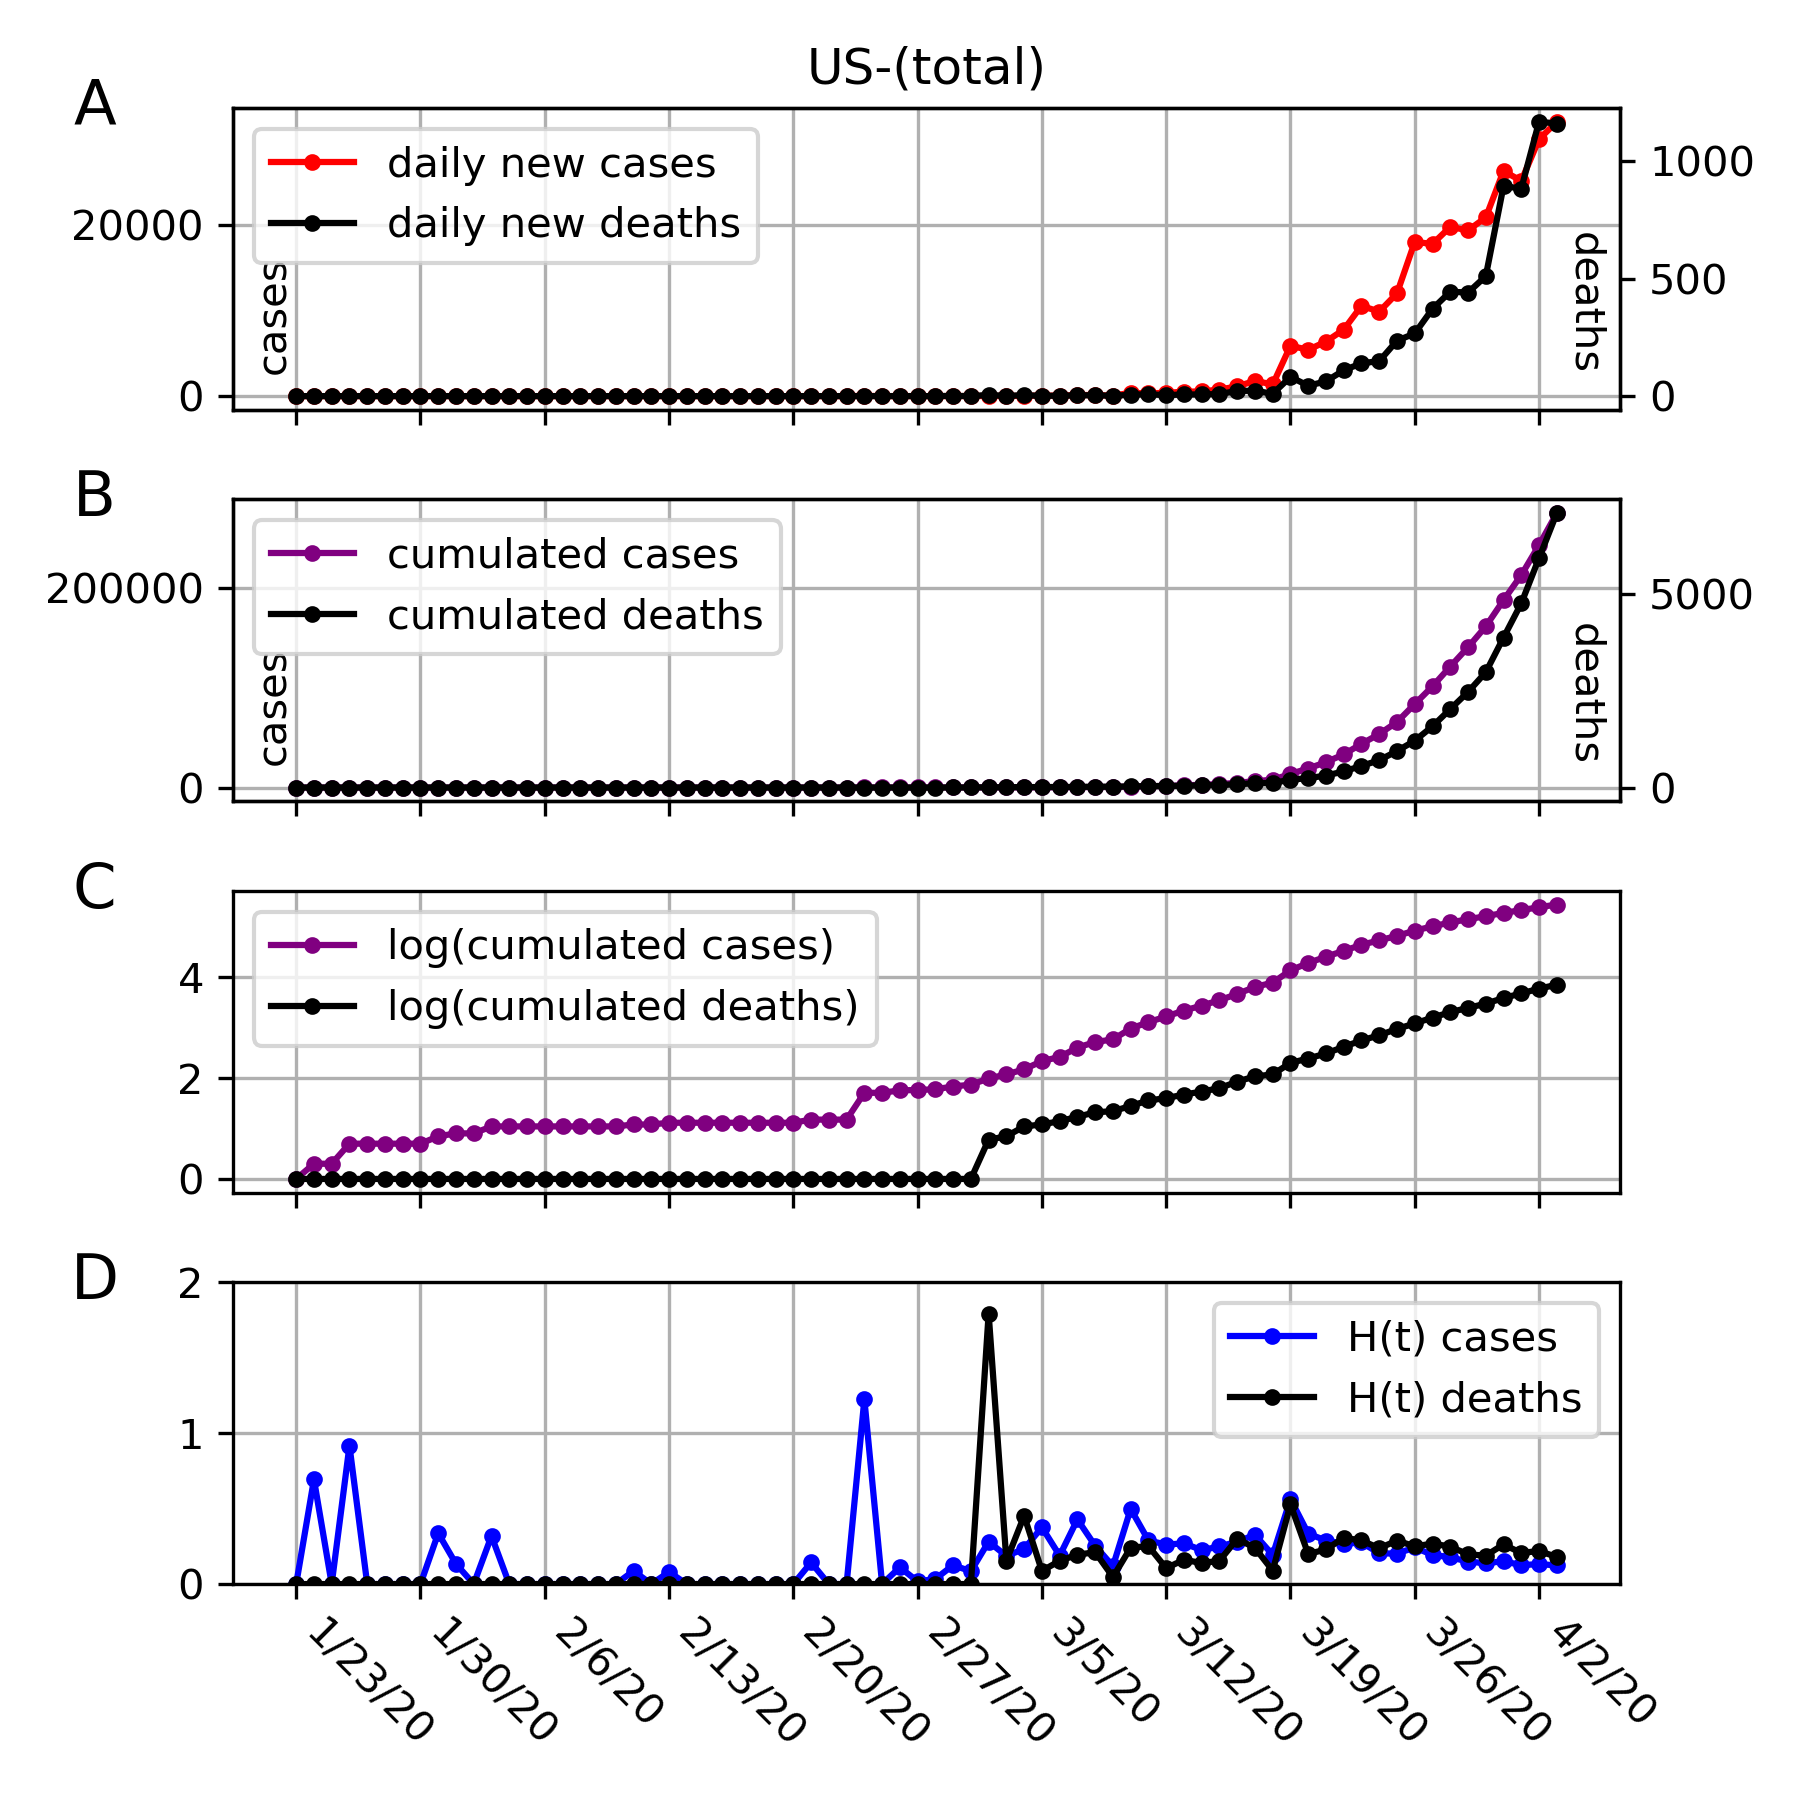 US-(total)
A
daily new cases
daily new deaths
20000
0
cases
1000
500
0
deaths
B
cumulated cases
cumulated deaths
200000
0
cases
5000
0
deaths
C
log(cumulated cases)
log(cumulated deaths)
4
2
0
D
H(t) cases
H(t) deaths
2
1
0
1/23/20
1/30/20
2/6/20
2/13/20
2/20/20
2/27/20
3/5/20
3/12/20
3/19/20
3/26/20
4/2/20